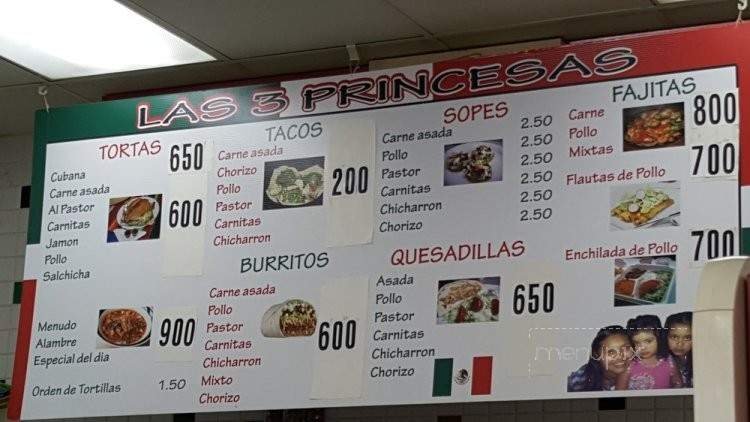 LAS 3 PRINCESAS
TORTAS
650
Cubana
Carne asada
Al Pastor
600
Carnitas
Jamon
Pollo
Salchicha
Menudo
900
Alambre
Especial del dia
Orden de Tortillas 1.50
TACOS
Carne asada
Chorizo
Pollo
200
Pastor
Carnitas
Chicharron
BURRITOS
Carne asada
Pollo
Pastor
600
Carnitas
Chicharron
Mixto
Chorizo
SOPES
Carne asada 2.50
Pollo 2.50
Pastor 2.50
Carnitas 2.50
Chicharron 2.50
Chorizo 2.50
QUESADILLAS
Asada
Pollo
650
Pastor
Carnitas
Chicharron
Chorizo
FAJITAS
Carne
800
Pollo
Mixtas
700
Flautas de Pollo
Enchilada de Pollo 700
menupix